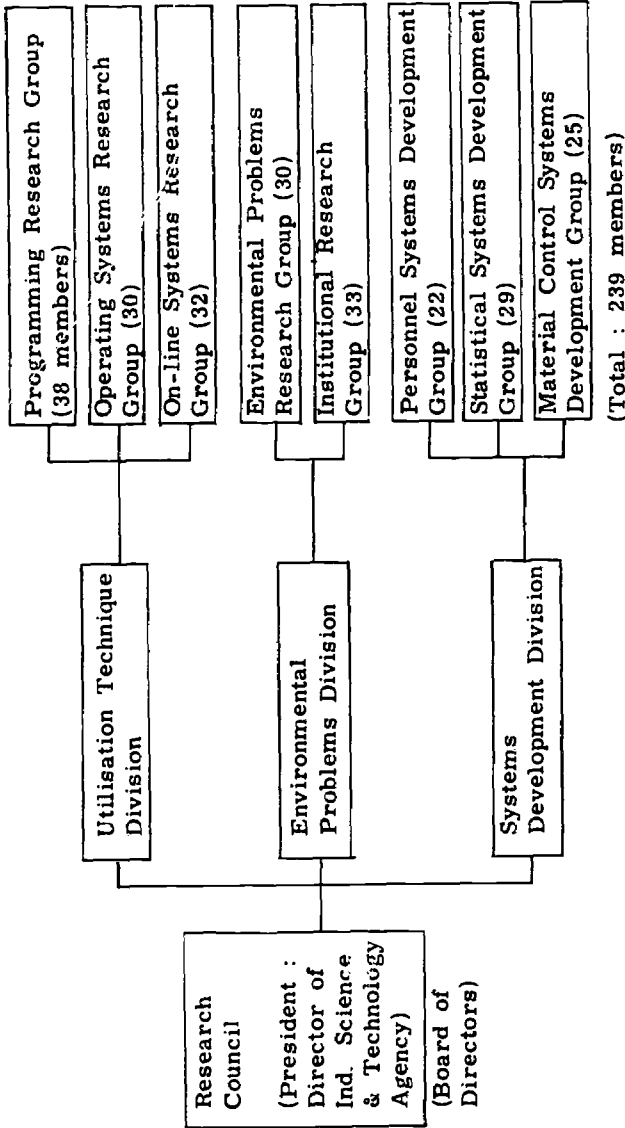 Research
Council
(President :
Director of
Ind. Science
& Technology
Agency)
(Board of
Directors)
Utilisation Technique
Division
Environmental
Problems Division
Systems
Development Division
Programming Research Group
(38 members)
Operating Systems Research
Group (30)
On-line Systems Research
Group (32)
Environmental Problems
Research Group (30)
Institutional Research
Group (33)
Personnel Systems Development
Group (22)
Statistical Systems Development
Group (29)
Material Control Systems
Development Group (25)
(Total : 239 members)